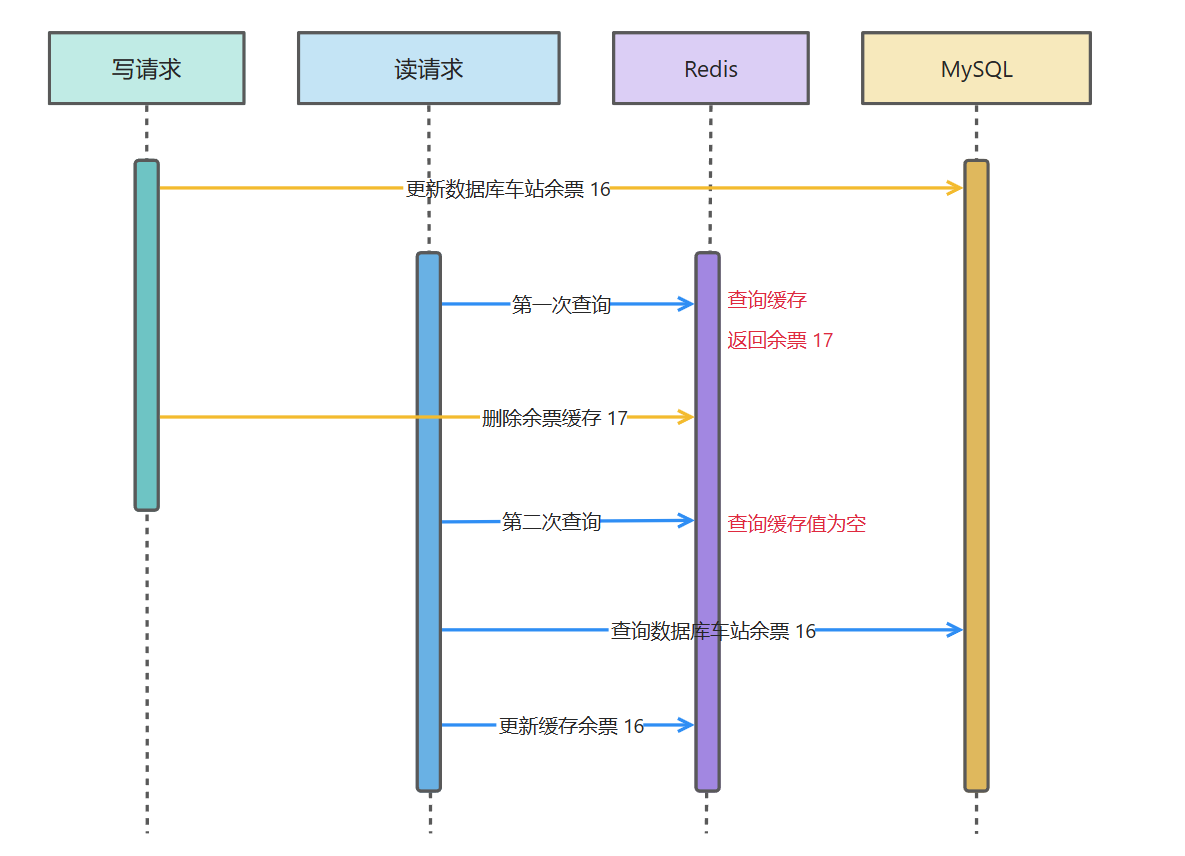 写请求
读请求
Redis
MySQL
更新数据库车站余票 16
第一次查询
查询缓存
返回余票 17
删除余票缓存 17
第二次查询
查询缓存值为空
查询数据库车站余票 16
更新缓存余票 16